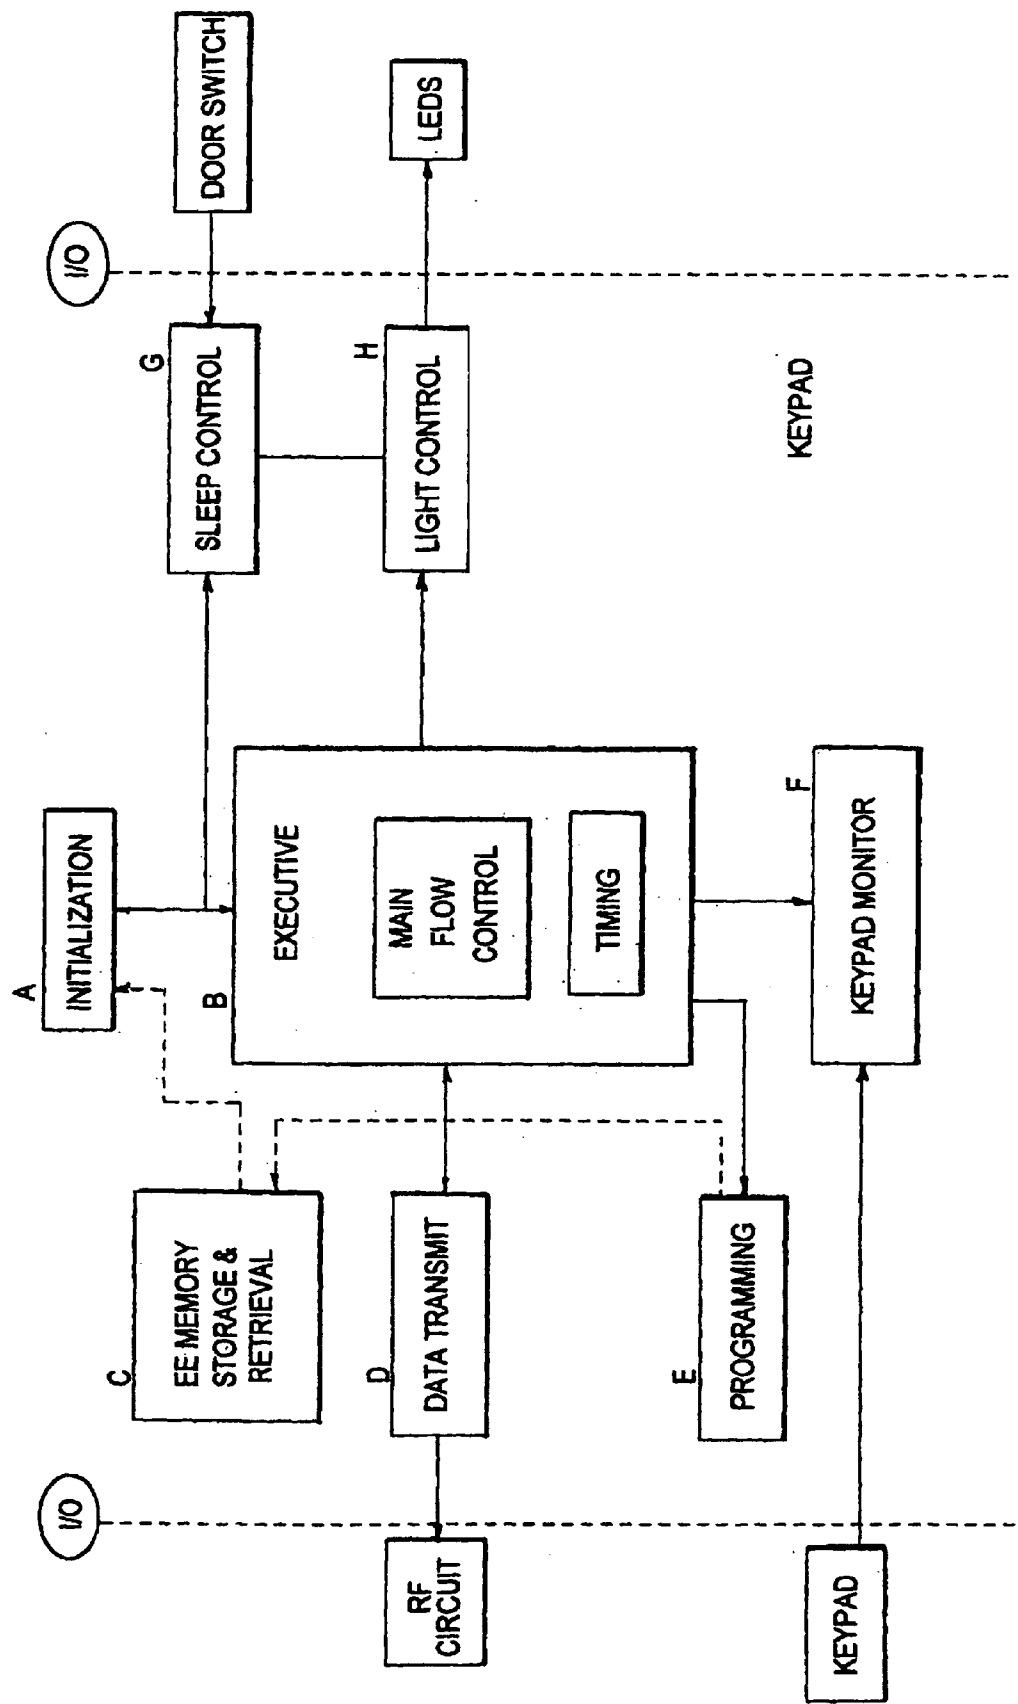 I/O
A
INITIALIZATION
I/O
C
EE MEMORY
STORAGE &
RETRIEVAL
B
EXECUTIVE
MAIN
FLOW
CONTROL
TIMING
G
SLEEP CONTROL
DOOR SWITCH
RF
CIRCUIT
D
DATA TRANSMIT
H
LIGHT CONTROL
LEDS
E
PROGRAMMING
KEYPAD
F
KEYPAD MONITOR
KEYPAD